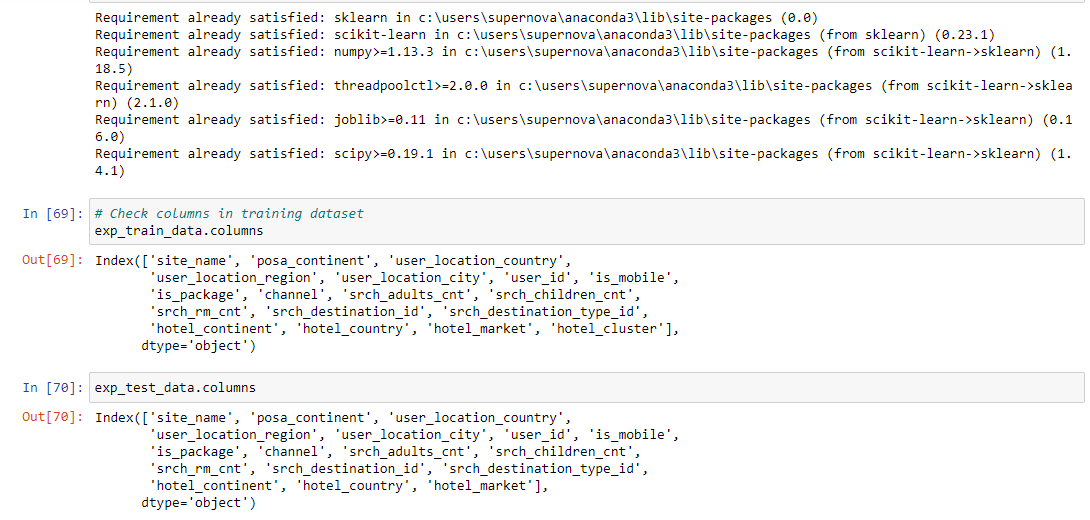 Requirement already satisfied: sklearn in c:\users\supernova\anaconda3\lib\site-packages (0.0)
Requirement already satisfied: scikit-learn in c:\users\supernova\anaconda3\lib\site-packages (from sklearn) (0.23.1)
Requirement already satisfied: numpy>=1.13.3 in c:\users\supernova\anaconda3\lib\site-packages (from scikit-learn->sklearn) (1.
18.5)
Requirement already satisfied: threadpoolctl>=2.0.0 in c:\users\supernova\anaconda3\lib\site-packages (from scikit-learn->sklea
rn) (2.1.0)
Requirement already satisfied: joblib>=0.11 in c:\users\supernova\anaconda3\lib\site-packages (from scikit-learn->sklearn) (0.1
6.0)
Requirement already satisfied: scipy>=0.19.1 in c:\users\supernova\anaconda3\lib\site-packages (from scikit-learn->sklearn) (1.
4.1)
In [69]: # Check columns in training dataset
exp_train_data.columns
Out[69]: Index(['site_name', 'posa_continent', 'user_location_country',
'user_location_region', 'user_location_city', 'user_id', 'is_mobile',
'is_package', 'channel', 'srch_adults_cnt', 'srch_children_cnt',
'srch_rm_cnt', 'srch_destination_id', 'srch_destination_type_id',
'hotel_continent', 'hotel_country', 'hotel_market', 'hotel_cluster'],
dtype='object')
In [70]: exp_test_data.columns
Out[70]: Index(['site_name', 'posa_continent', 'user_location_country',
'user_location_region', 'user_location_city', 'user_id', 'is_mobile',
'is_package', 'channel', 'srch_adults_cnt', 'srch_children_cnt',
'srch_rm_cnt', 'srch_destination_id', 'srch_destination_type_id',
'hotel_continent', 'hotel_country', 'hotel_market'],
dtype='object')